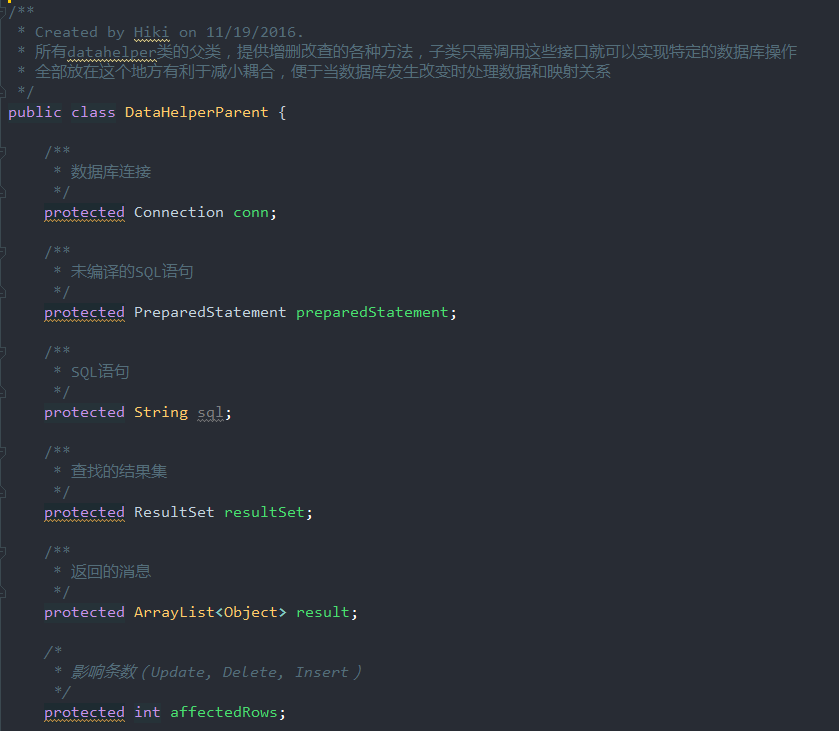 /**
 * Created by Hiki on 11/19/2016.
 * 所有datahelper类的父类，提供增删改查的各种方法，子类只需调用这些接口就可以实现特定的数据库操作
 * 全部放在这个地方有利于减小耦合，便于当数据库发生改变时处理数据和映射关系
 */
public class DataHelperParent {
    /**
     * 数据库连接
     */
    protected Connection conn;
    /**
     * 未编译的SQL语句
     */
    protected PreparedStatement preparedStatement;
    /**
     * SQL语句
     */
    protected String sql;
    /**
     * 查找的结果集
     */
    protected ResultSet resultSet;
    /**
     * 返回的消息
     */
    protected ArrayList<Object> result;
    /*
     * 影响条数（Update, Delete, Insert）
     */
    protected int affectedRows;